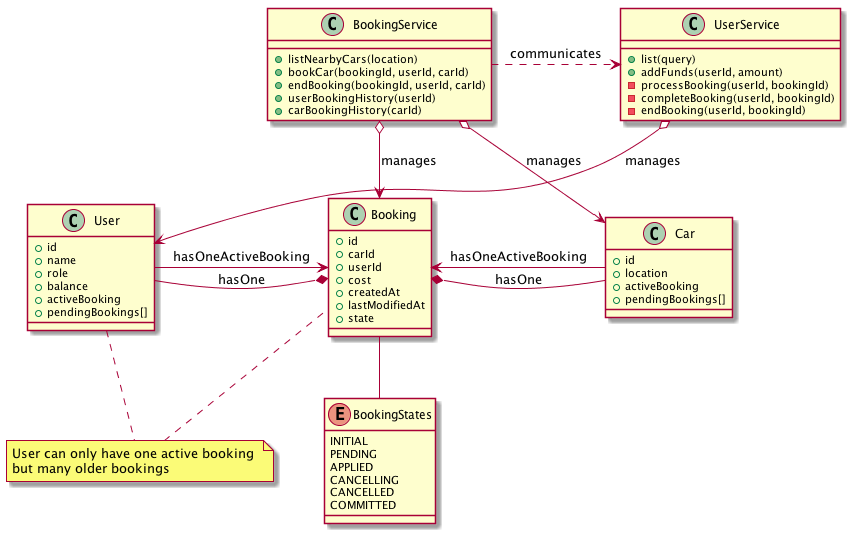 C BookingService
listNearbyCars(location)
bookCar(bookingId, userId, carId)
endBooking(bookingId, userId, carId)
userBookingHistory(userId)
carBookingHistory(carId)
communicates
C UserService
list(query)
addFunds(userId, amount)
processBooking(userId, bookingId)
completeBooking(userId, bookingId)
endBooking(userId, bookingId)
manages
manages
manages
C User
id
name
role
balance
activeBooking
pendingBookings[]
hasOneActiveBooking
hasOne
C Booking
id
carId
userId
cost
createdAt
lastModifiedAt
state
hasOneActiveBooking
hasOne
C Car
id
location
activeBooking
pendingBookings[]
User can only have one active booking
but many older bookings
E BookingStates
INITIAL
PENDING
APPLIED
CANCELLING
CANCELLED
COMMITTED